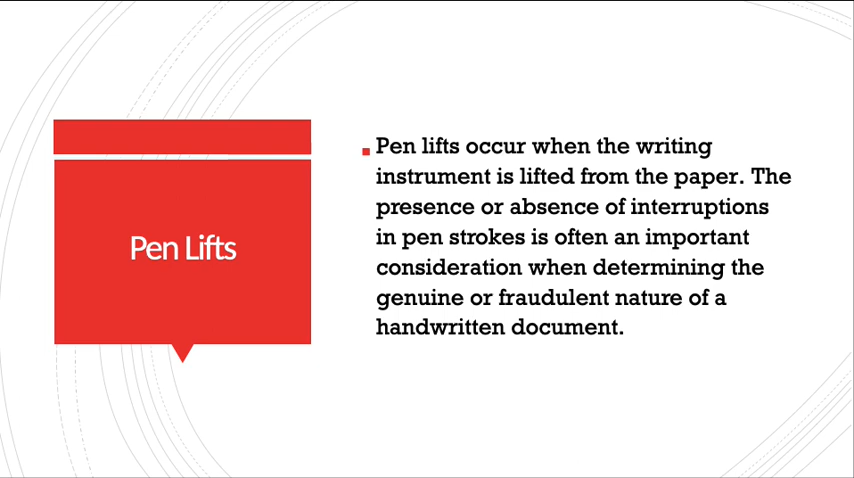 Pen Lifts
Pen lifts occur when the writing
instrument is lifted from the paper. The
presence or absence of interruptions
in pen strokes is often an important
consideration when determining the
genuine or fraudulent nature of a
handwritten document.